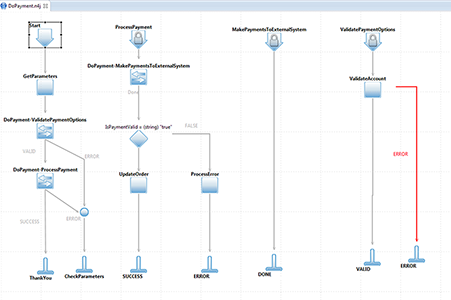 DoPayment.n4j
Start
ProcessPayment
MakePaymentsToExternalSystem
ValidatePaymentOptions
GetParameters
DoPayment-MakePaymentsToExternalSystem
ValidateAccount
Done
DoPayment-ValidatePaymentOptions
IsPaymentValid = (string) "true"
FALSE
VALID
ERROR
ERROR
DoPayment-ProcessPayment
UpdateOrder
ProcessError
SUCCESS
ERROR
ThankYou
CheckParameters
SUCCESS
ERROR
DONE
VALID
ERROR